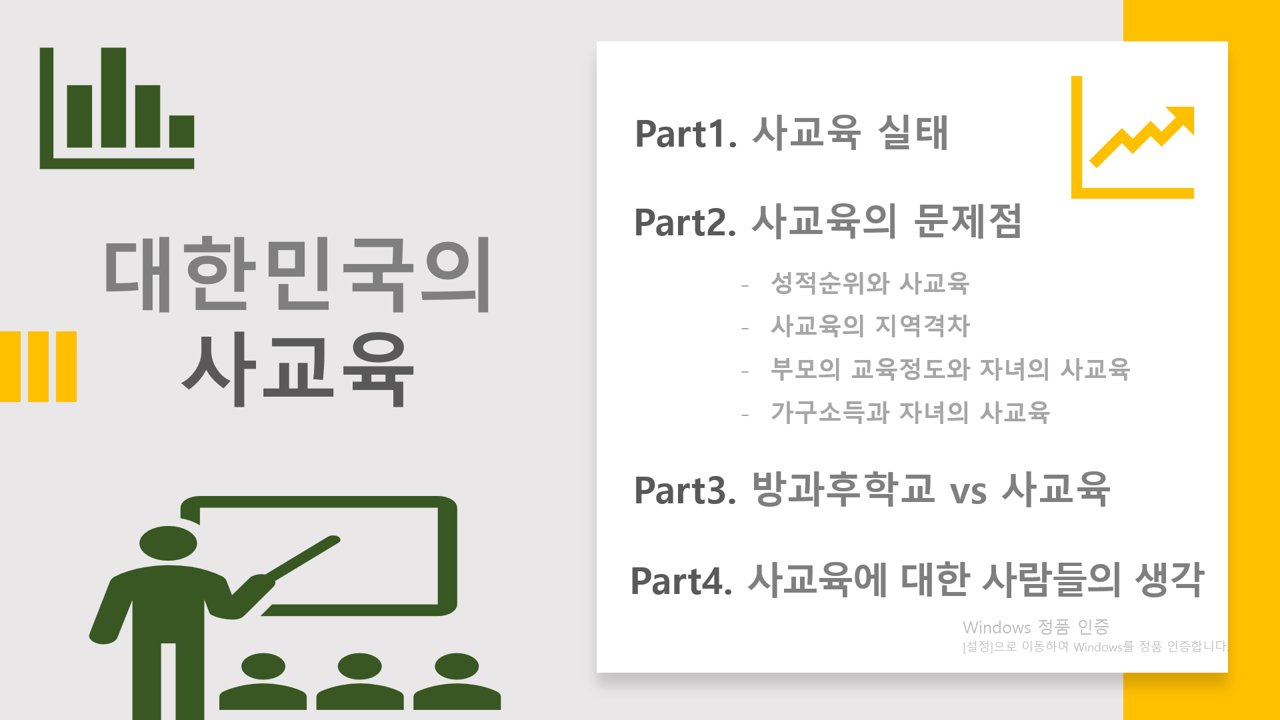 대한민국의
사교육
Part1. 사교육 실태
Part2. 사교육의 문제점
- 성적순위와 사교육
- 사교육의 지역격차
- 부모의 교육정도와 자녀의 사교육
- 가구소득과 자녀의 사교육
Part3. 방과후학교 vs 사교육
Part4. 사교육에 대한 사람들의 생각
Windows 정품 인증
[설정]으로 이동하여 Windows를 정품 인증합니다.